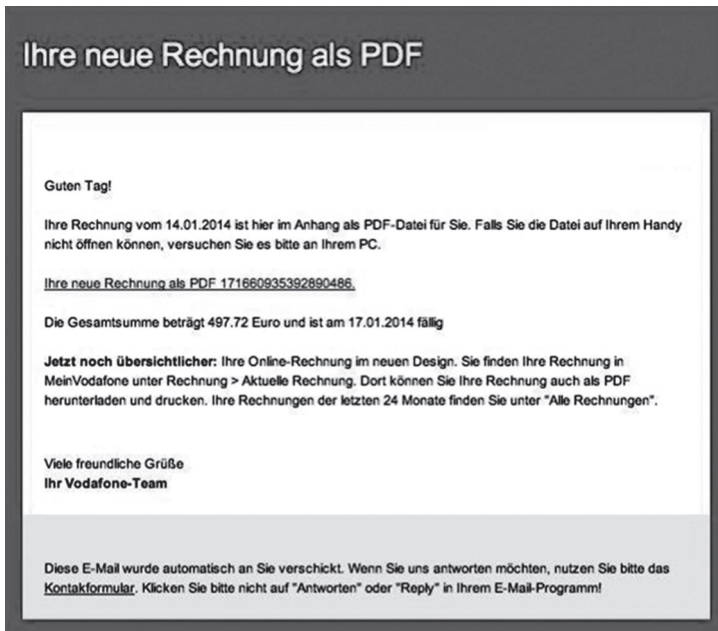 Ihre neue Rechnung als PDF
Guten Tag!
Ihre Rechnung vom 14.01.2014 ist hier im Anhang als PDF-Datei für Sie. Falls Sie die Datei auf Ihrem Handy
nicht öffnen können, versuchen Sie es bitte an Ihrem PC.
Ihre neue Rechnung als PDF 171660935392890486.
Die Gesamtsumme beträgt 497.72 Euro und ist am 17.01.2014 fällig
Jetzt noch übersichtlicher: Ihre Online-Rechnung im neuen Design. Sie finden Ihre Rechnung in
MeinVodafone unter Rechnung > Aktuelle Rechnung. Dort können Sie Ihre Rechnung auch als PDF
herunterladen und drucken. Ihre Rechnungen der letzten 24 Monate finden Sie unter "Alle Rechnungen".
Viele freundliche Grüße
Ihr Vodafone-Team
Diese E-Mail wurde automatisch an Sie verschickt. Wenn Sie uns antworten möchten, nutzen Sie bitte das
Kontakformular. Klicken Sie bitte nicht auf "Antworten" oder "Reply" in Ihrem E-Mail-Programm!